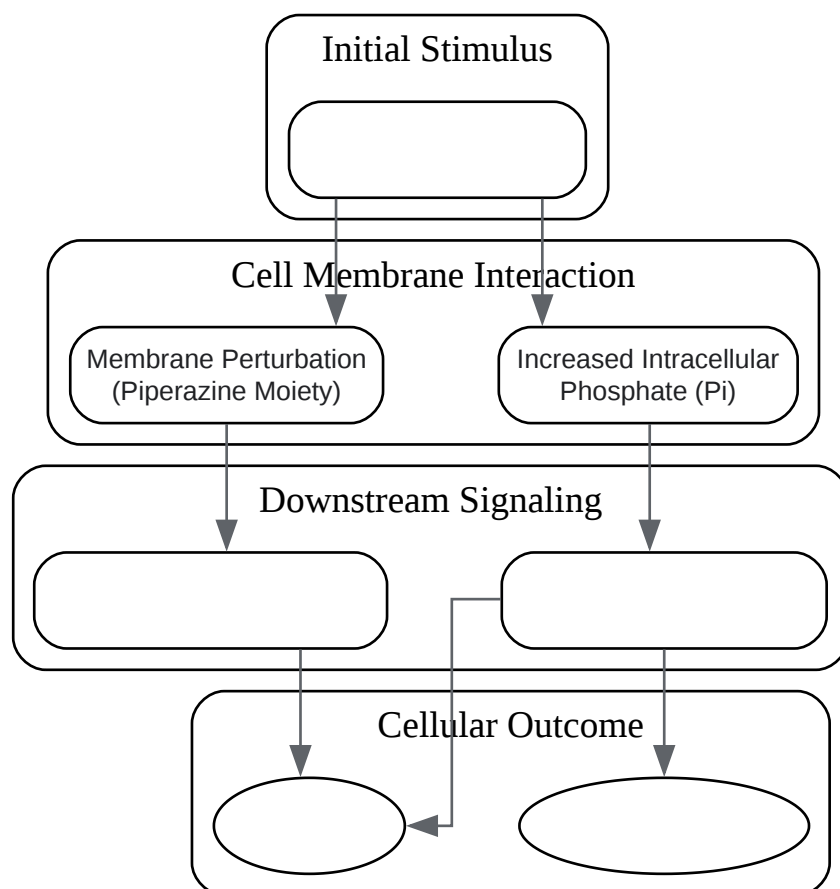 Initial Stimulus
Cell Membrane Interaction
Membrane Perturbation
(Piperazine Moiety)
Increased Intracellular
Phosphate (Pi)
Downstream Signaling
Cellular Outcome